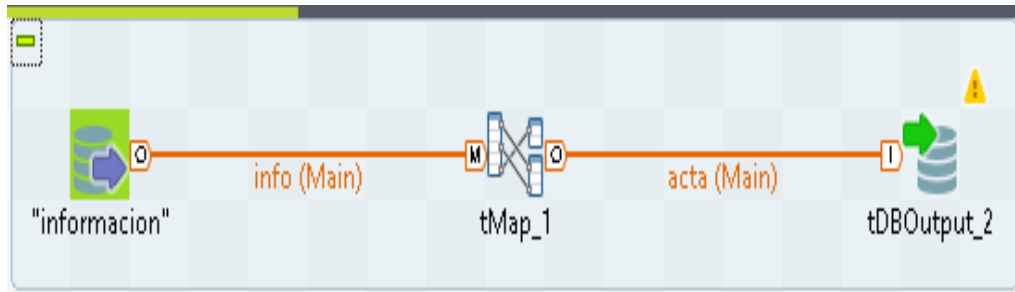 O
info (Main)
M
O
acta (Main)
I
"informacion"
tMap_1
tDBOutput_2